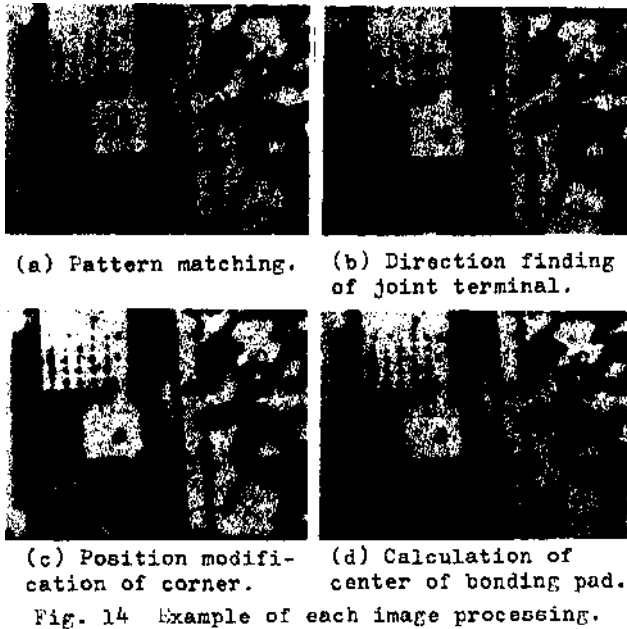 (a) Pattern matching.
(b) Direction finding
of joint terminal.
(c) Position modifi-
cation of corner.
(d) Calculation of
center of bonding pad.
Fig. 14 Example of each image processing.